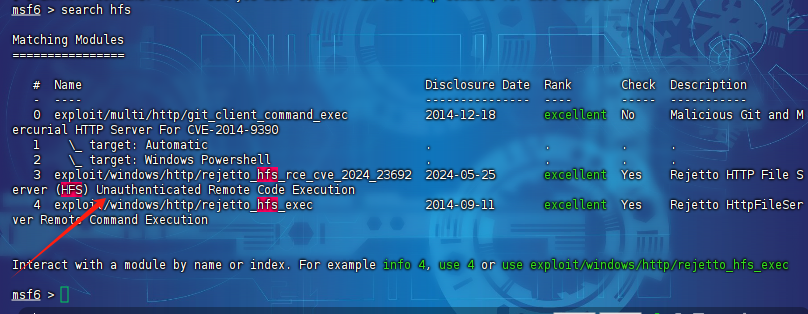 msf6 > search hfs
Matching Modules
================
#  Name                                           Disclosure Date  Rank       Check  Description
-  ----                                           ---------------  ----       -----  -----------
0  exploit/multi/http/git_client_command_exec     2014-12-18       excellent  No     Malicious Git and M
ercurial HTTP Server For CVE-2014-9390
1    \_ target: Automatic                         .                .          .      .
2    \_ target: Windows Powershell                .                .          .      .
3  exploit/windows/http/rejetto_hfs_rce_cve_2024_23692  2024-05-25  excellent  Yes    Rejetto HTTP File S
erver (HFS) Unauthenticated Remote Code Execution
4  exploit/windows/http/rejetto_hfs_exec          2014-09-11       excellent  Yes    Rejetto HttpFileSer
ver Remote Command Execution
Interact with a module by name or index. For example info 4, use 4 or use exploit/windows/http/rejetto_hfs_exec
msf6 >